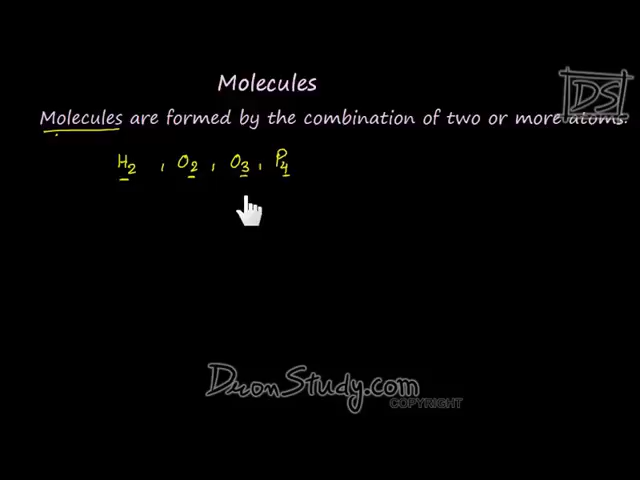 Molecules
DS
Molecules are formed by the combination of two or more atoms.
H₂ , O₂ , O₃ , P₄
DronStudy.com
COPYRIGHT